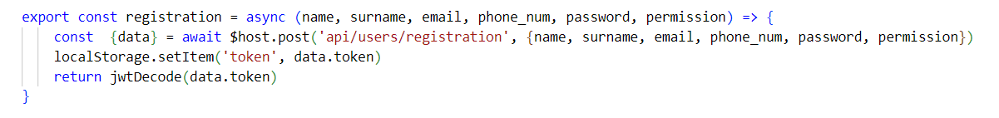 export const registration = async (name, surname, email, phone_num, password, permission) => {
    const  {data} = await $host.post('api/users/registration', {name, surname, email, phone_num, password, permission})
    localStorage.setItem('token', data.token)
    return jwtDecode(data.token)
}